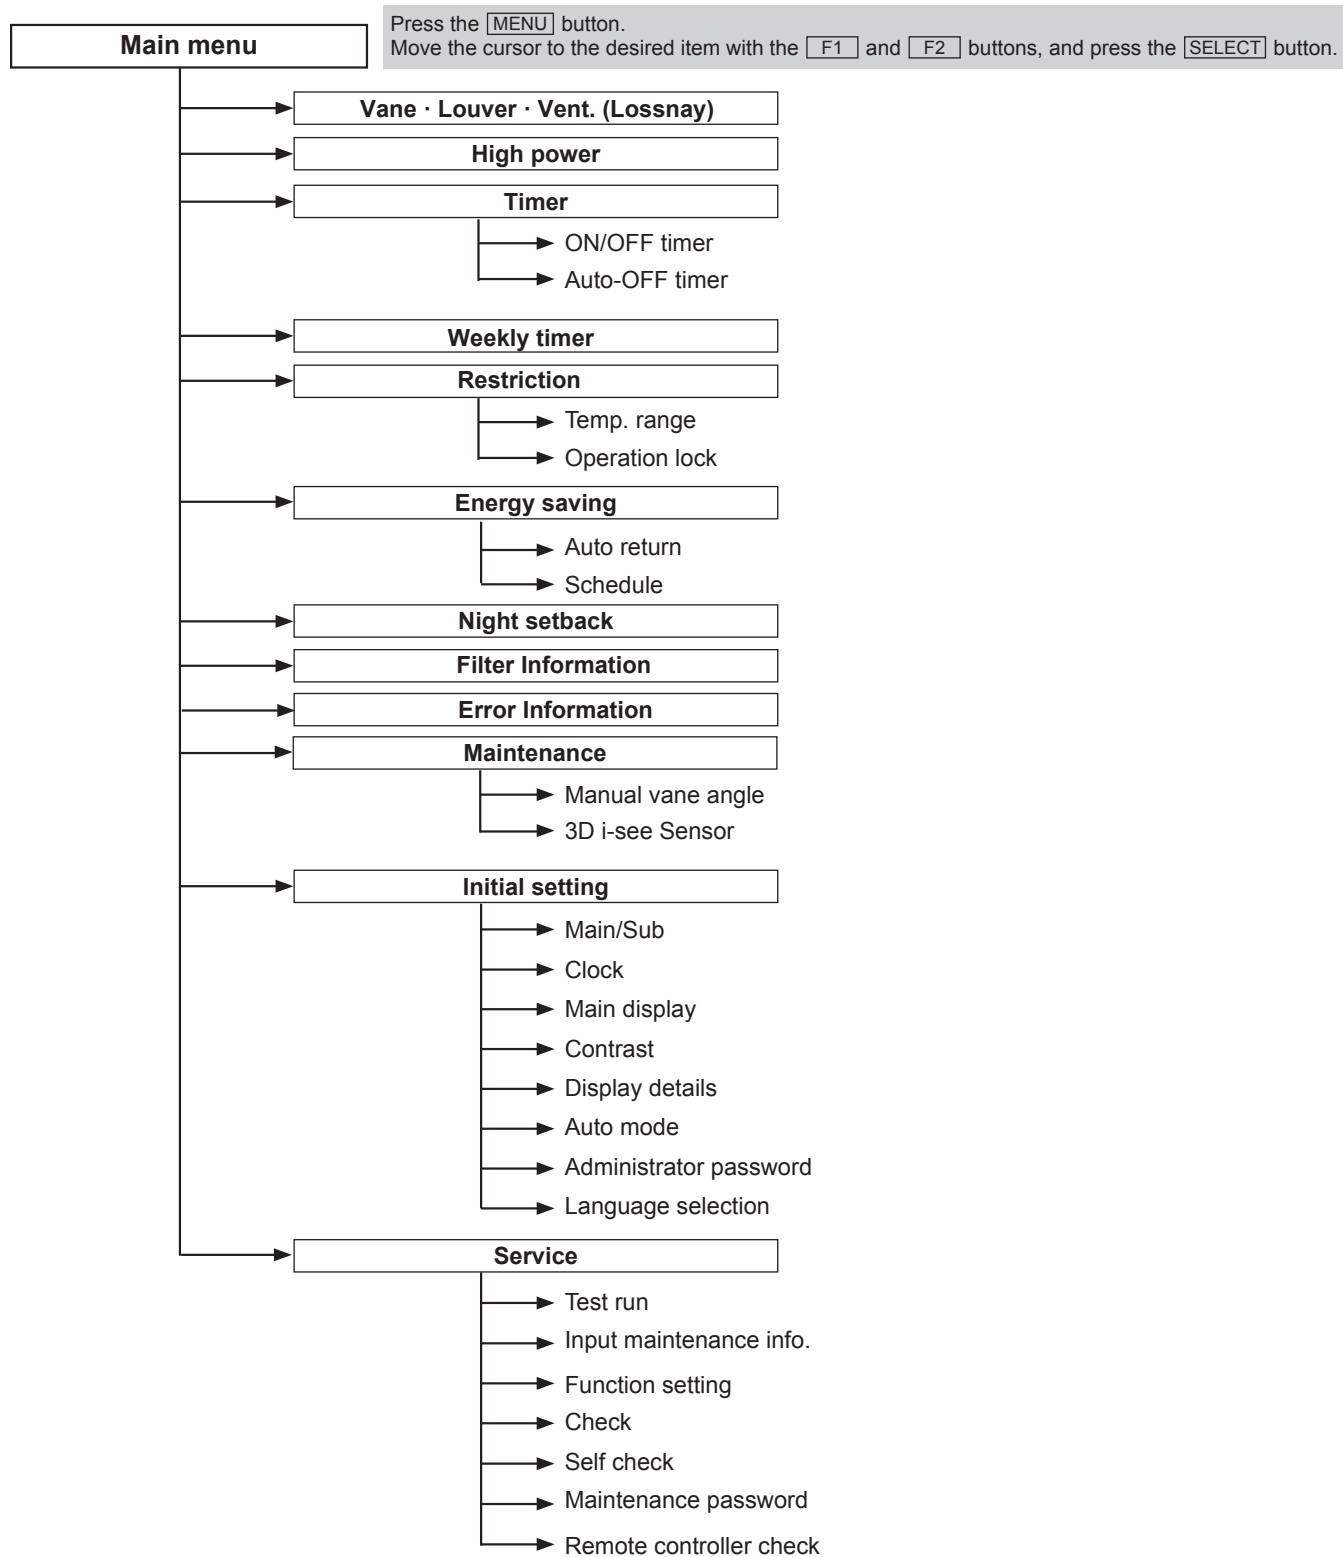 Main menu
Press the MENU button.
Move the cursor to the desired item with the F1 and F2 buttons, and press the SELECT button.
Vane · Louver · Vent. (Lossnay)
High power
Timer
ON/OFF timer
Auto-OFF timer
Weekly timer
Restriction
Temp. range
Operation lock
Energy saving
Auto return
Schedule
Night setback
Filter Information
Error Information
Maintenance
Manual vane angle
3D i-see Sensor
Initial setting
Main/Sub
Clock
Main display
Contrast
Display details
Auto mode
Administrator password
Language selection
Service
Test run
Input maintenance info.
Function setting
Check
Self check
Maintenance password
Remote controller check